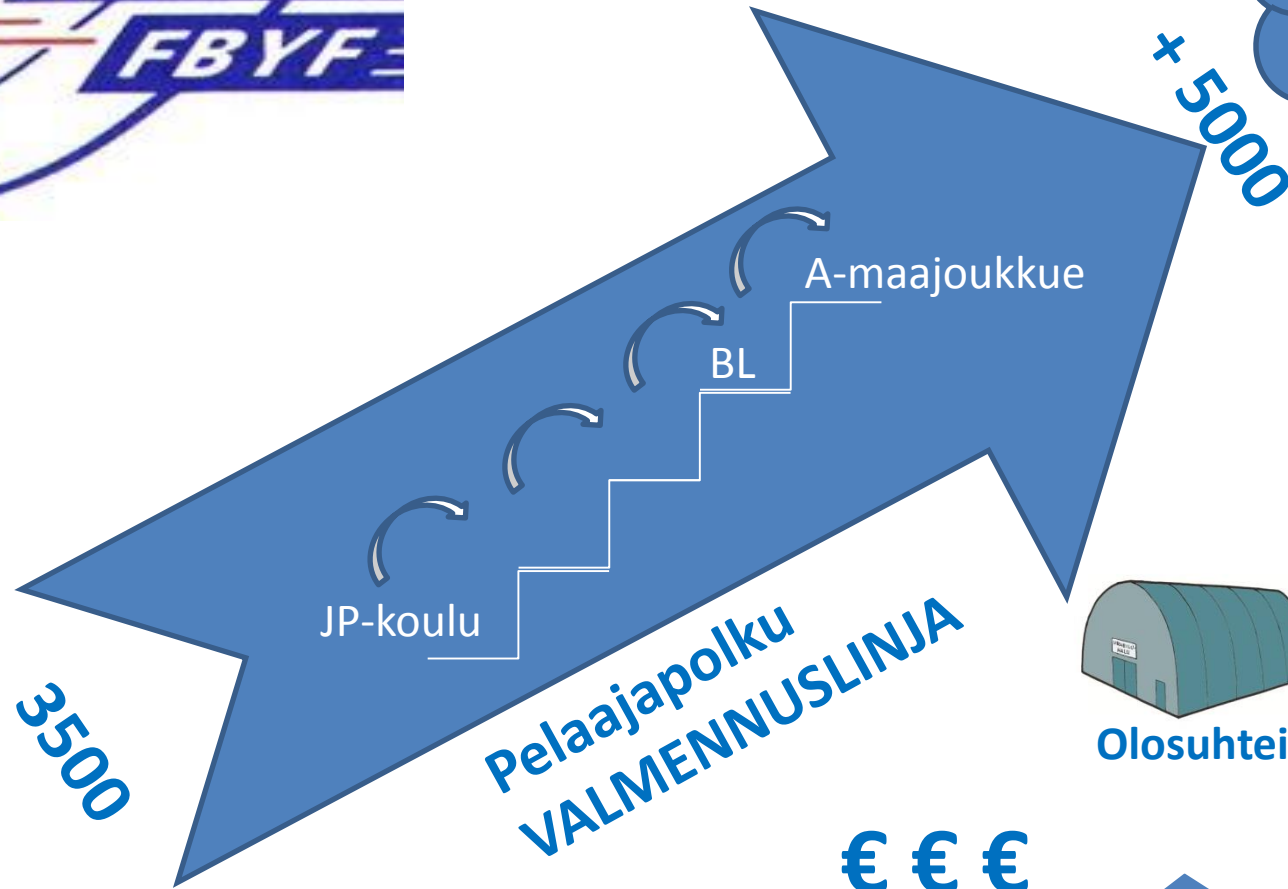 FBYF
+ 5000
A-maajoukkue
BL
JP-koulu
3500
Pelaajapolku
VALMENNUSLINJA
Olosuhtei
€ € €